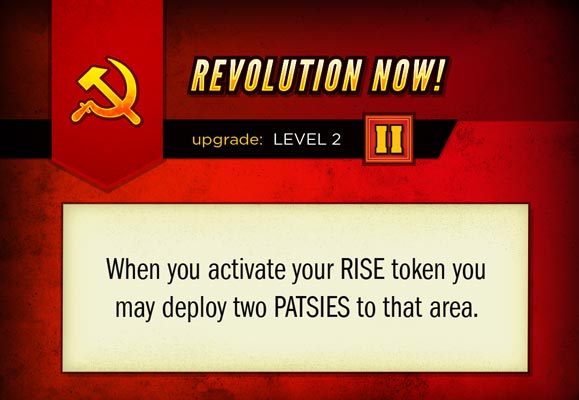 REVOLUTION NOW!
upgrade: LEVEL 2
II
When you activate your RISE token you
may deploy two PATSIES to that area.